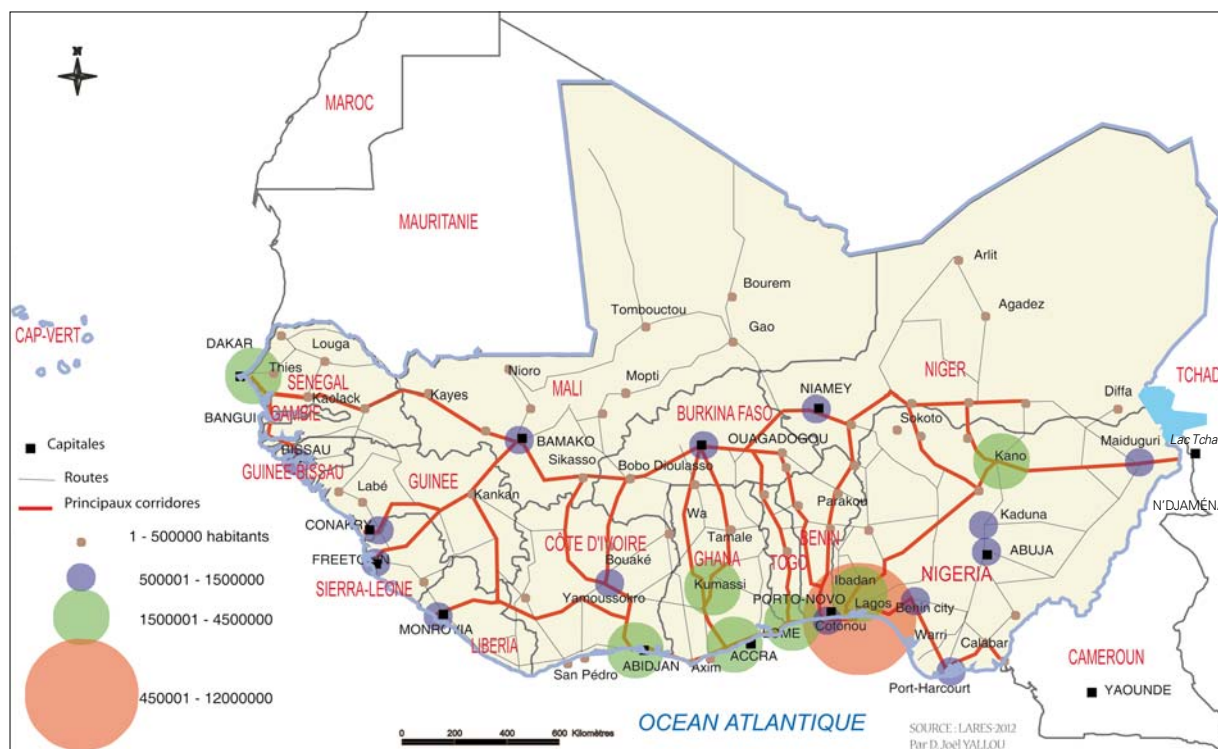 N
MAROC
MAURITANIE
CAP-VERT
DAKAR
Thies
Louga
SENEGAL
Kaolack
GAMBIE
BANGUI
BISSAU
GUINEE-BISSAU
Nioro
Kayes
MALI
Mopti
Tombouctou
Bourem
Gao
Arlit
Agadez
NIGER
NIAMEY
Diffa
TCHAD
Lac Tcha
Maiduguri
N'DJAMENA
BURKINA FASO
OUAGADOGOU
Sokoto
Kano
BAMAKO
Sikasso
Bobo Dioulasso
GUINEE
Labé
Kankan
CONAKRY
FREETOWN
SIERRA-LEONE
MONROVIA
LIBERIA
CÔTE D'IVOIRE
Bouaké
Yamoussokro
ABIDJAN
San Pédro
Wa
Tamale
GHANA
Kumassi
ACCRA
Axim
TOGO
LOME
BENIN
Parakou
PORTO-NOVO
Cotonou
Ibadan
Lagos
NIGERIA
Kaduna
ABUJA
Benin city
Warri
Calabar
Port-Harcourt
CAMEROUN
YAOUNDE
Capitales
Routes
Principaux corridores
1 - 500000 habitants
500001 - 1500000
1500001 - 4500000
450001 - 12000000
0 200 400 600 Kilomètres
OCEAN ATLANTIQUE
SOURCE : LARES-2012
Par D. Joël YALLOU